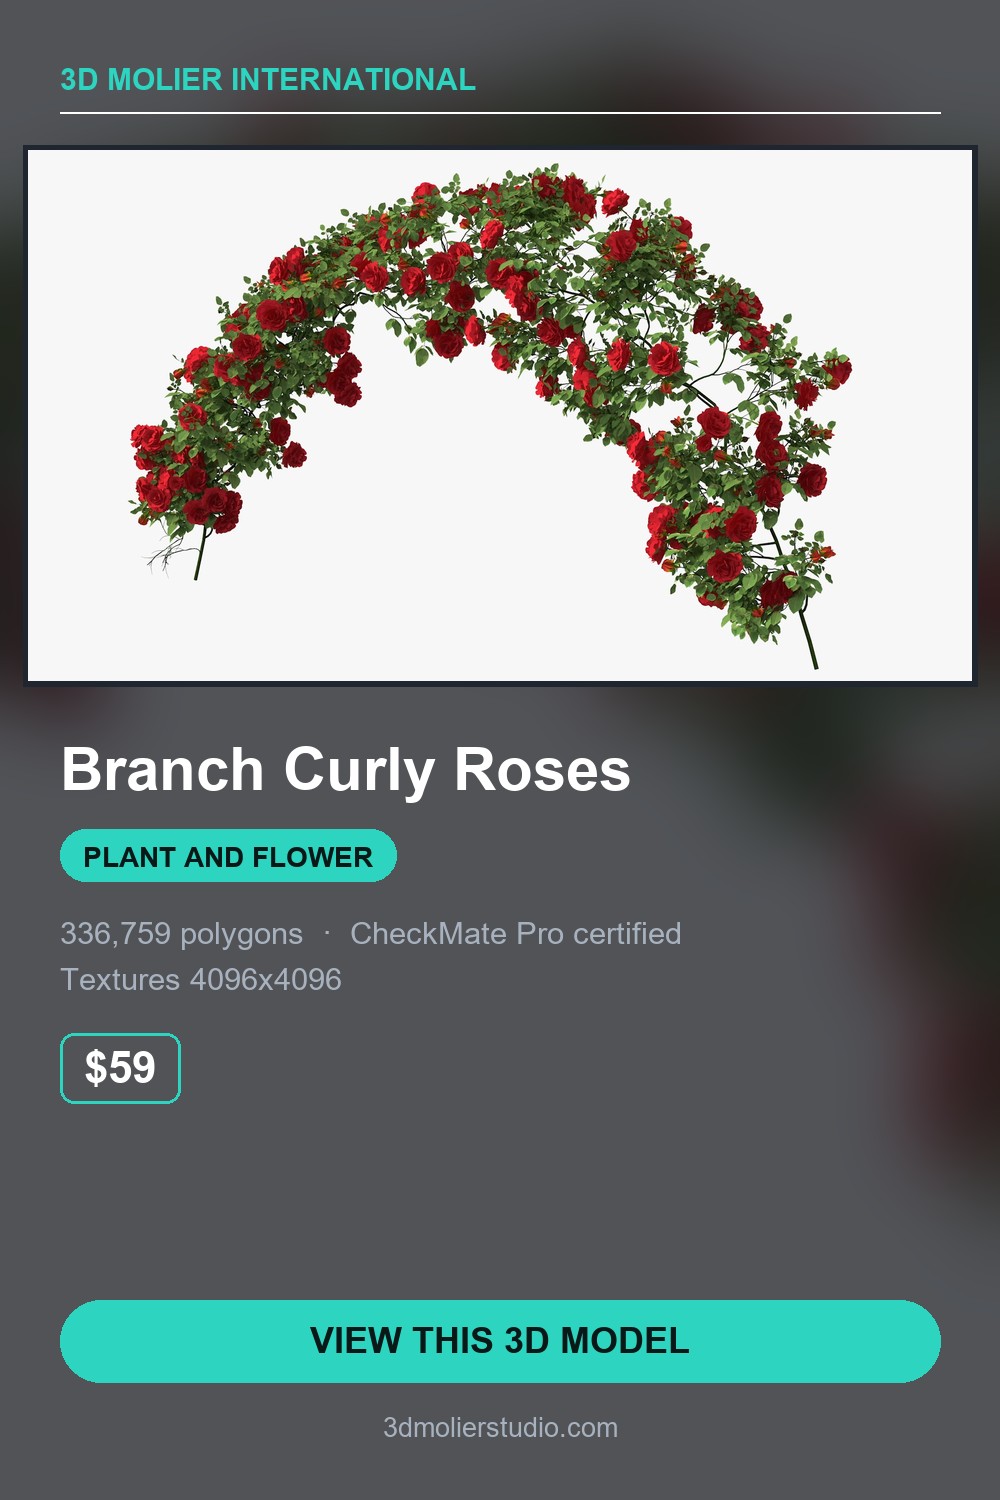 3D MOLIER INTERNATIONAL
Branch Curly Roses
PLANT AND FLOWER
336,759 polygons · CheckMate Pro certified
Textures 4096x4096
$59
VIEW THIS 3D MODEL
3dmolierstudio.com